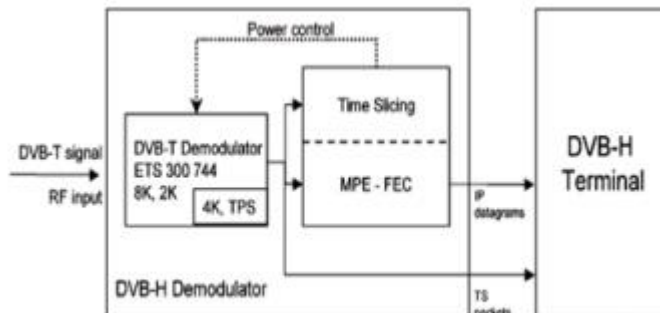 Power control
Time Slicing
DVB-T Demodulator
ETS 300 744
8K, 2K
4K, TPS
MPE - FEC
DVB-T signal
RF input
DVB-H
Terminal
IP
datagrams
DVB-H Demodulator
TS